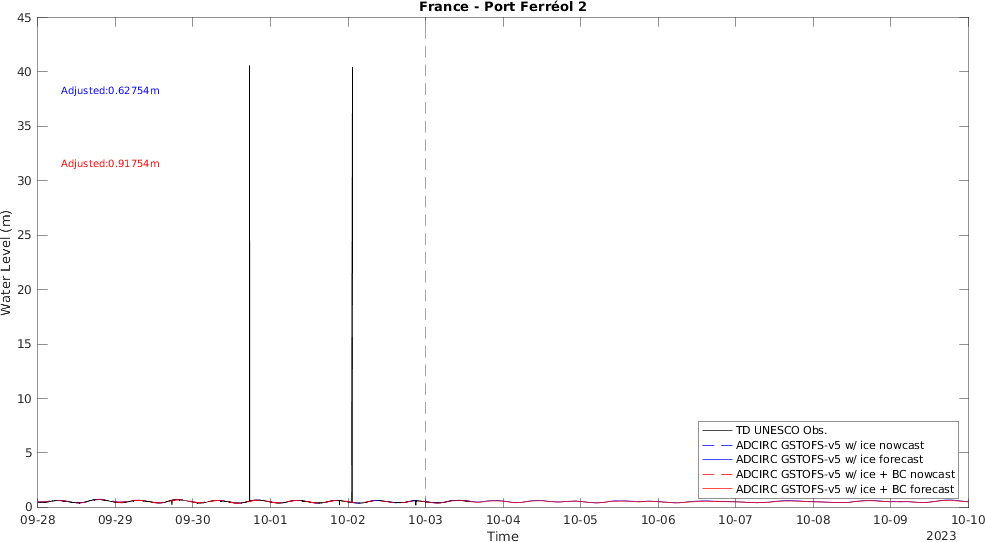 France - Port Ferréol 2
45
40
35
30
25
20
15
10
5
0
Water Level (m)
Adjusted:0.62754m
Adjusted:0.91754m
TD UNESCO Obs.
ADCIRC GSTOFS-v5 w/ ice nowcast
ADCIRC GSTOFS-v5 w/ ice forecast
ADCIRC GSTOFS-v5 w/ ice + BC nowcast
ADCIRC GSTOFS-v5 w/ ice + BC forecast
09-28 09-29 09-30 10-01 10-02 10-03 10-04 10-05 10-06 10-07 10-08 10-09 10-10
Time
2023